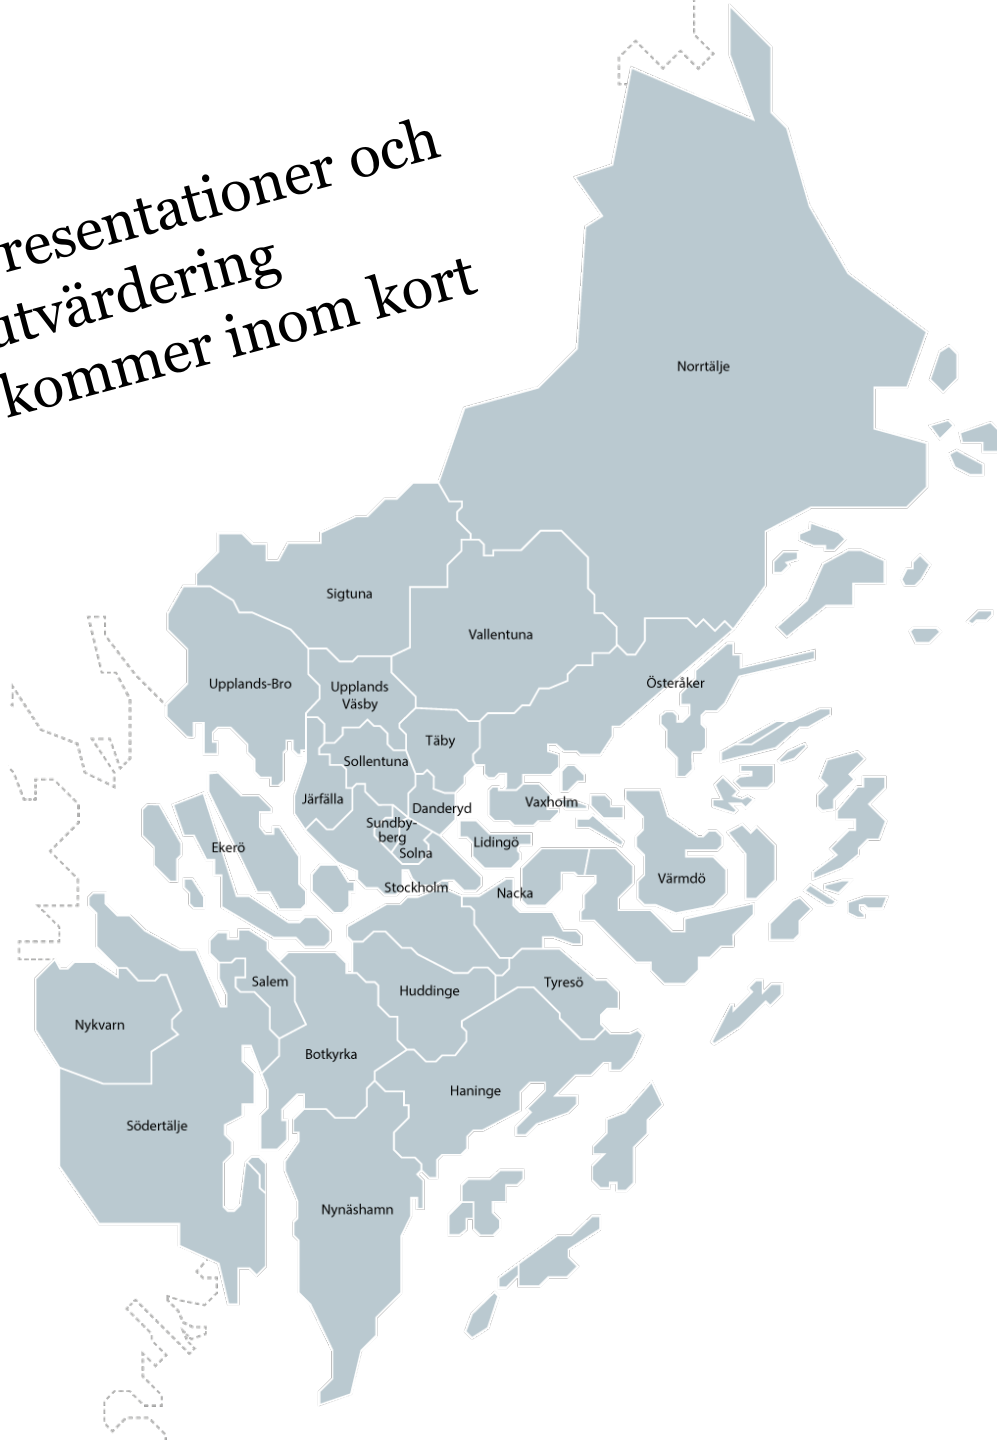 resentationer och
utvärdering
kommer inom kort
Norrtälje
Sigtuna
Vallentuna
Upplands-Bro
Upplands
Väsby
Österåker
Täby
Sollentuna
Järfälla
Danderyd
Vaxholm
Sundby-
berg
Solna
Lidingö
Ekerö
Stockholm
Nacka
Värmdö
Salem
Huddinge
Tyresö
Nykvarn
Botkyrka
Haninge
Södertälje
Nynäshamn